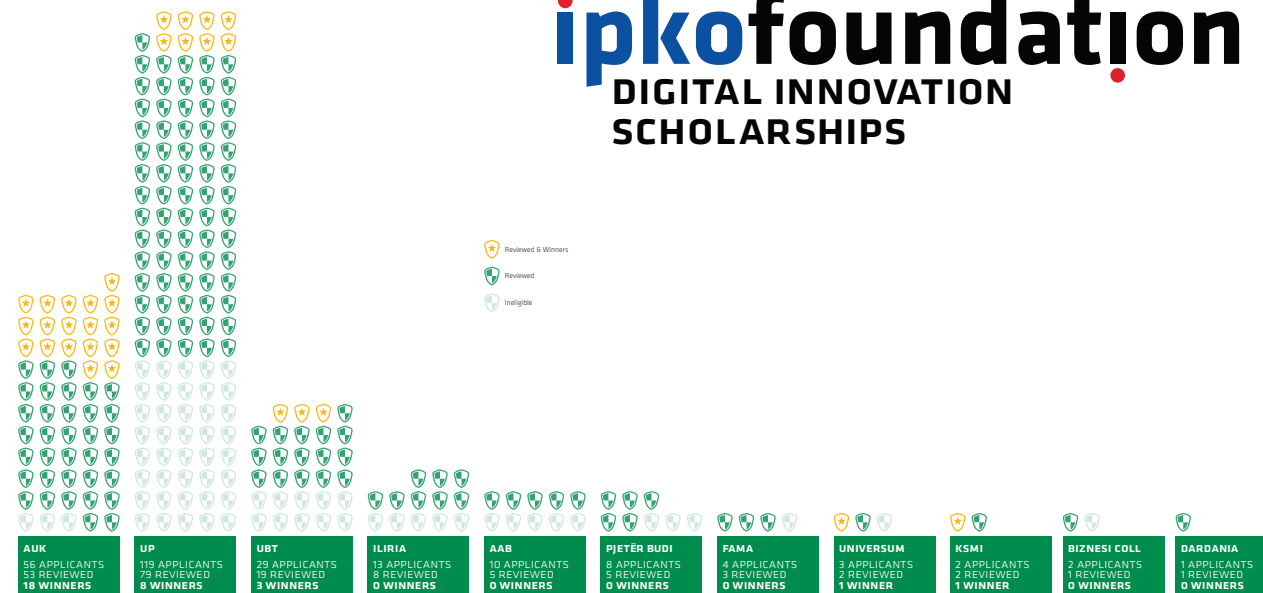 ipkofoundation
DIGITAL INNOVATION
SCHOLARSHIPS
Reviewed & Winners
Reviewed
Ineligible
AUK
56 APPLICANTS
53 REVIEWED
18 WINNERS
UP
119 APPLICANTS
79 REVIEWED
8 WINNERS
UBT
29 APPLICANTS
19 REVIEWED
3 WINNERS
ILIRIA
13 APPLICANTS
8 REVIEWED
0 WINNERS
AAB
10 APPLICANTS
5 REVIEWED
0 WINNERS
PJETËR BUDI
8 APPLICANTS
5 REVIEWED
0 WINNERS
FAMA
4 APPLICANTS
3 REVIEWED
0 WINNERS
UNIVERSUM
3 APPLICANTS
2 REVIEWED
1 WINNER
KSMI
2 APPLICANTS
2 REVIEWED
1 WINNER
BIZNESI COLL
2 APPLICANTS
1 REVIEWED
0 WINNERS
DARDANIA
1 APPLICANTS
1 REVIEWED
0 WINNERS